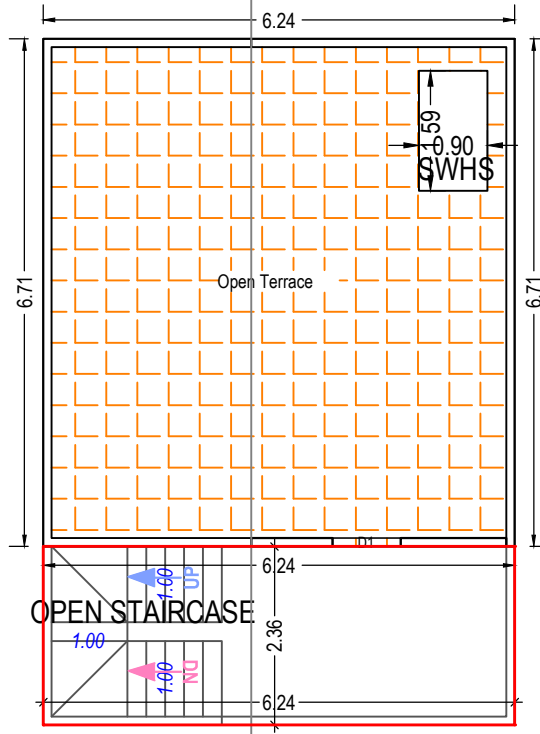 6.24
1.59
0.90
SWHS
6.71
6.71
Open Terrace
D1
6.24
1.00
UP
OPEN STAIRCASE
1.00
2.36
1.00
DN
6.24